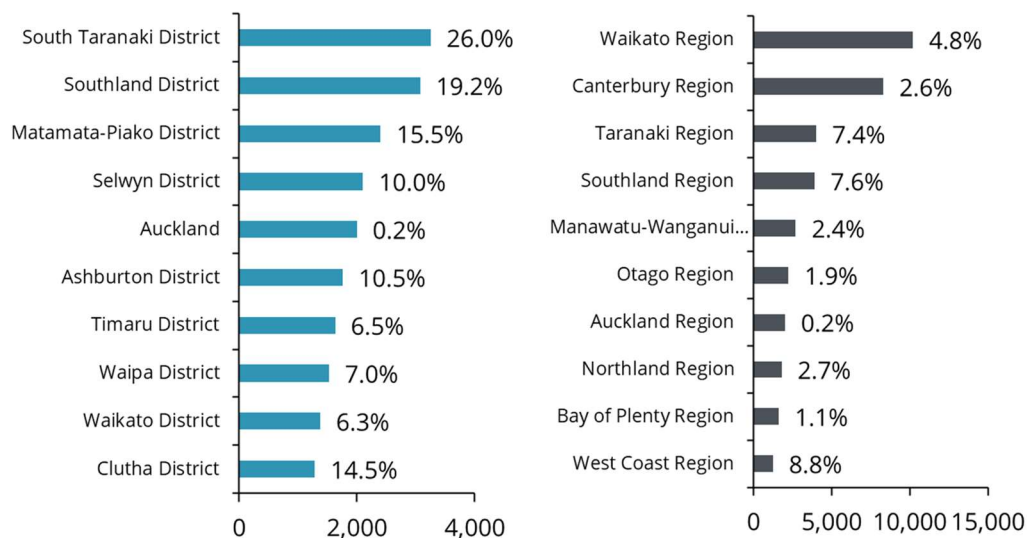 South Taranaki District 26.0%
Southland District 19.2%
Matamata-Piako District 15.5%
Selwyn District 10.0%
Auckland 0.2%
Ashburton District 10.5%
Timaru District 6.5%
Waipa District 7.0%
Waikato District 6.3%
Clutha District 14.5%
0 2,000 4,000
Waikato Region 4.8%
Canterbury Region 2.6%
Taranaki Region 7.4%
Southland Region 7.6%
Manawatu-Wanganui... 2.4%
Otago Region 1.9%
Auckland Region 0.2%
Northland Region 2.7%
Bay of Plenty Region 1.1%
West Coast Region 8.8%
0 5,000 10,000 15,000